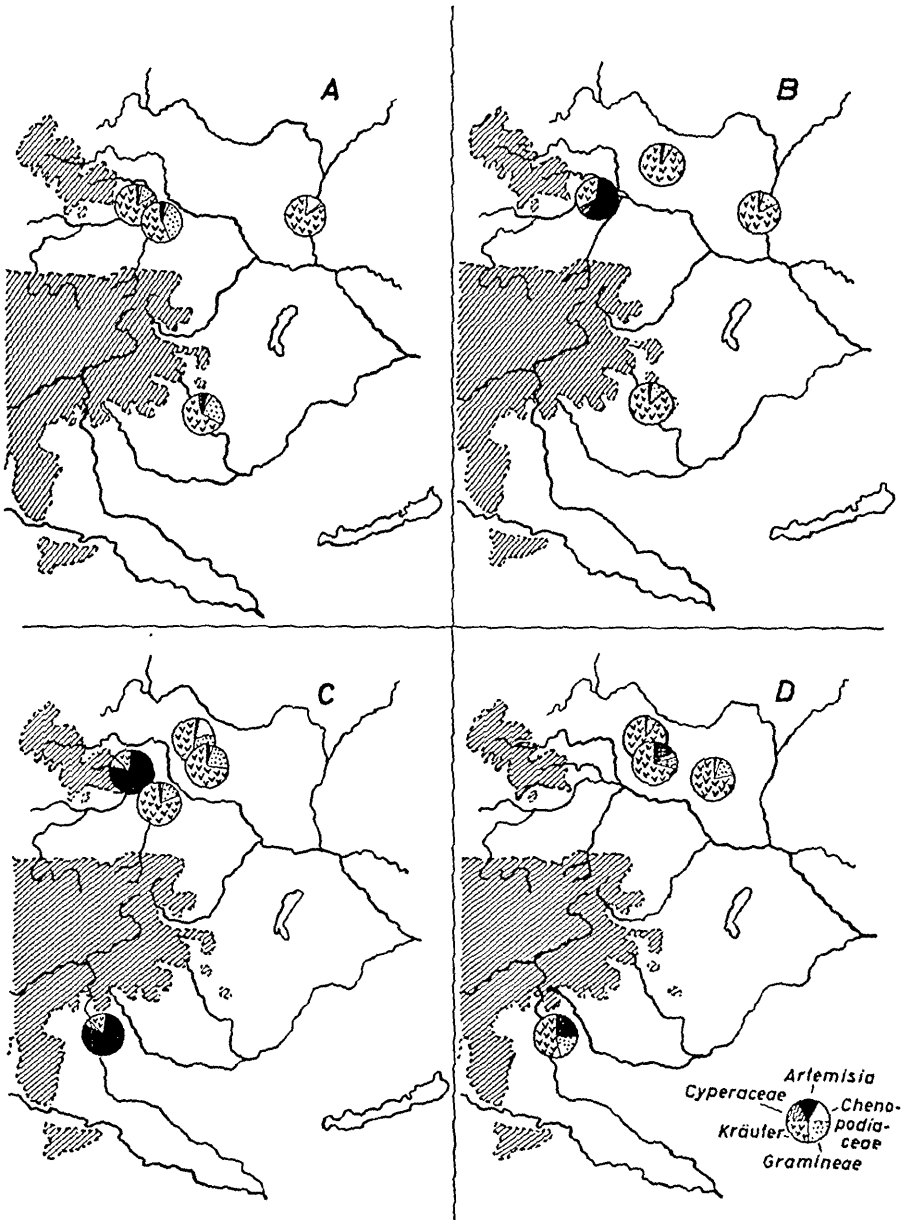 A
B
C
D
Artemisia
Cyperaceae
Cheno-
podia-
ceae
Kräuter
Gramineae